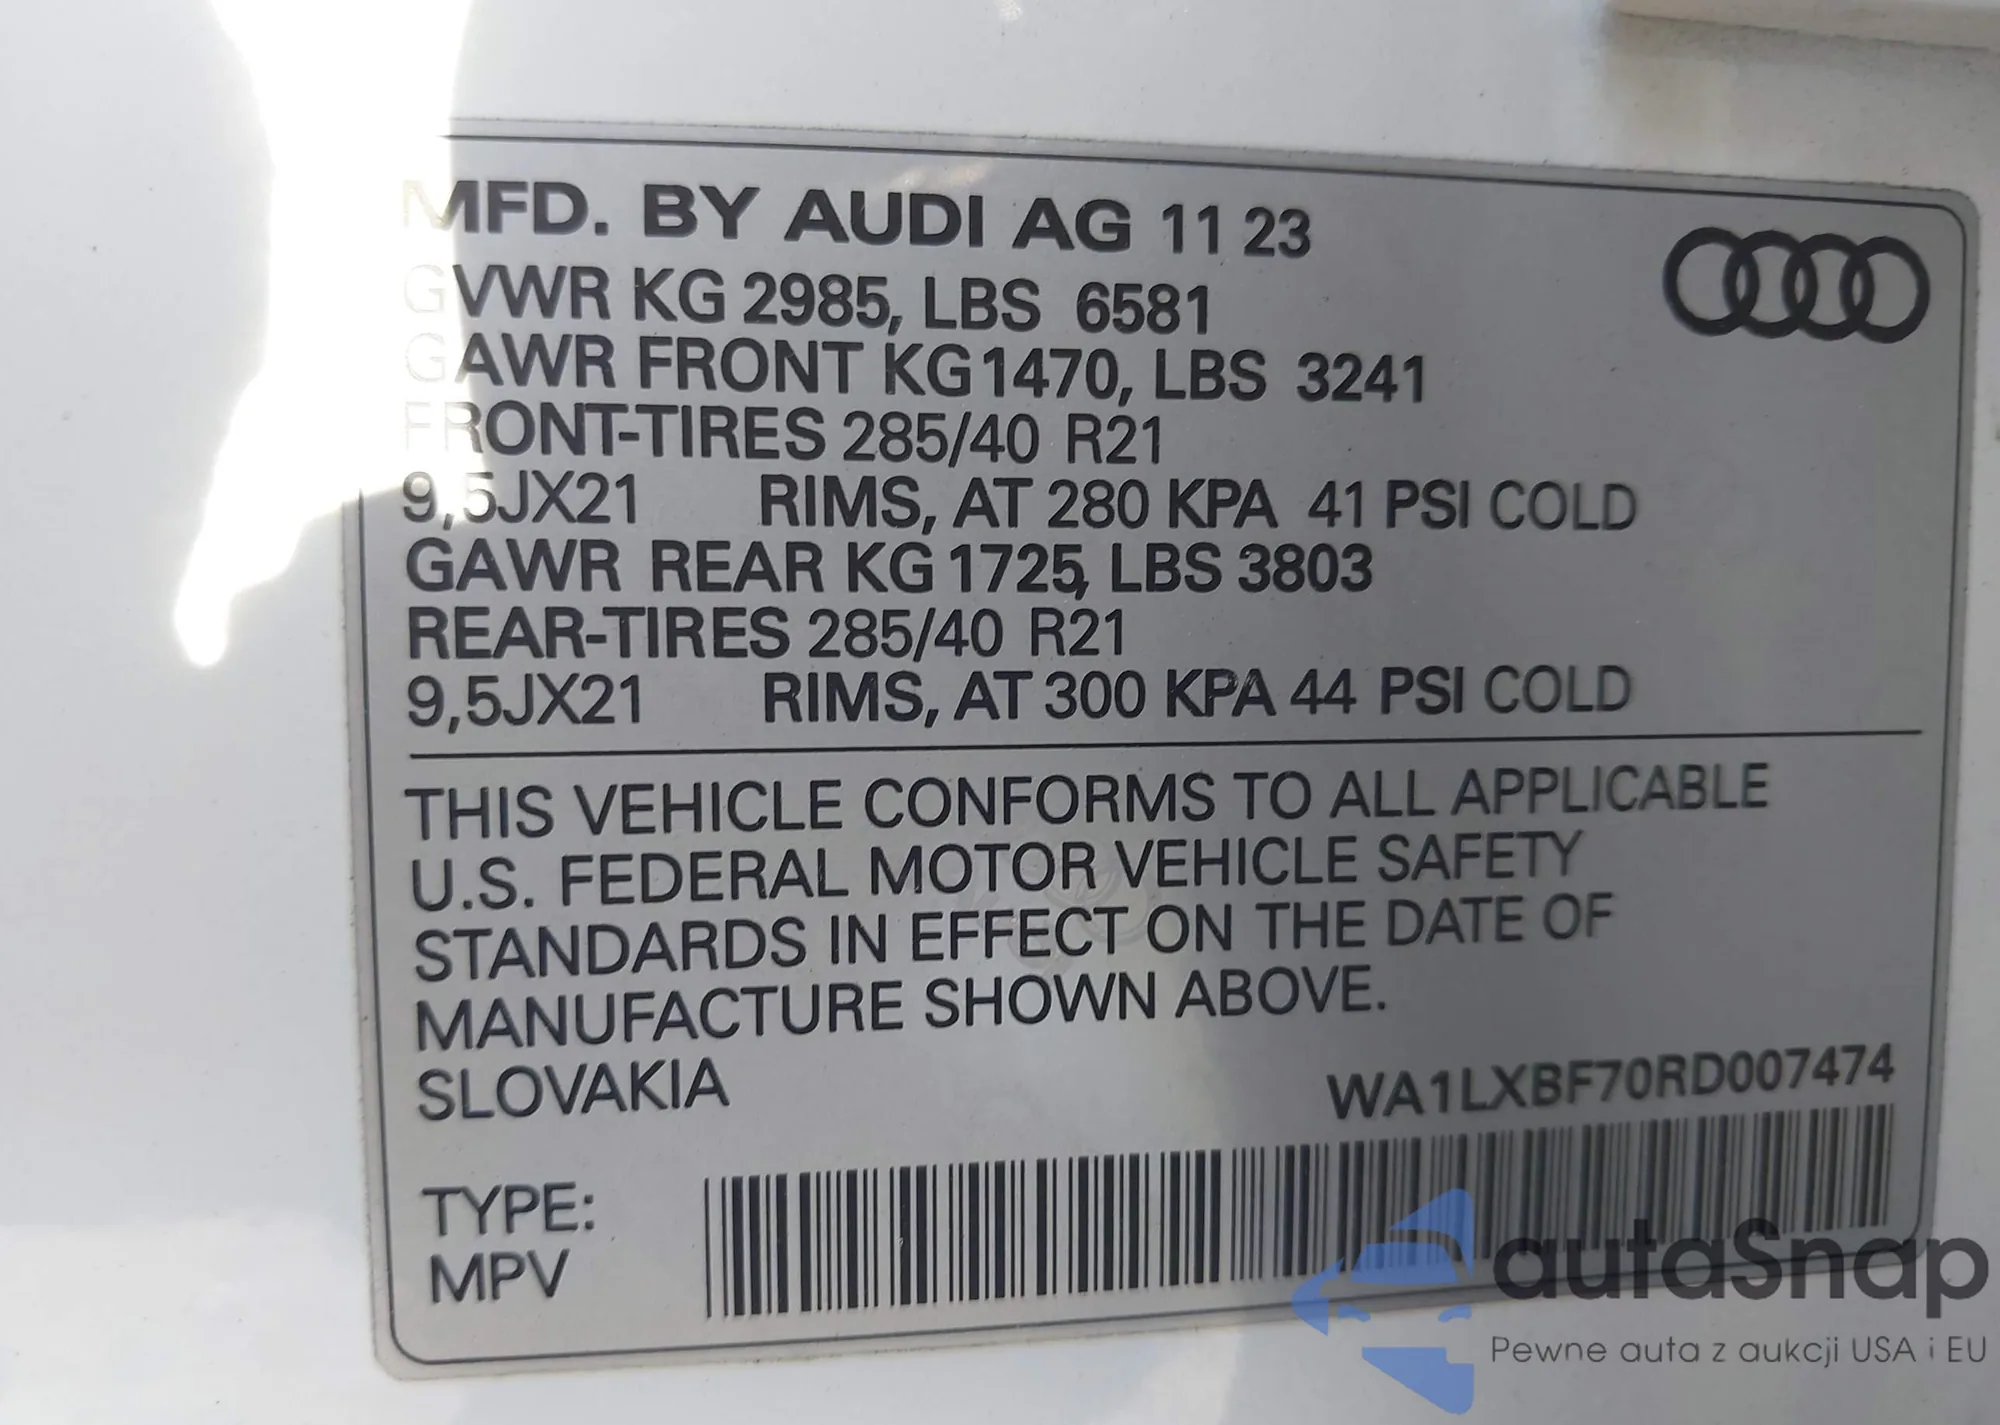 MFD. BY AUDI AG 11 23
GVWR KG 2985, LBS 6581
GAWR FRONT KG 1470, LBS 3241
FRONT-TIRES 285/40 R21
9,5JX21 RIMS, AT 280 KPA 41 PSI COLD
GAWR REAR KG 1725, LBS 3803
REAR-TIRES 285/40 R21
9,5JX21 RIMS, AT 300 KPA 44 PSI COLD
THIS VEHICLE CONFORMS TO ALL APPLICABLE
U.S. FEDERAL MOTOR VEHICLE SAFETY
STANDARDS IN EFFECT ON THE DATE OF
MANUFACTURE SHOWN ABOVE.
SLOVAKIA
WA1LXBF70RD007474
TYPE:
MPV
autaSnap
Pewne auta z aukcji USA i EU